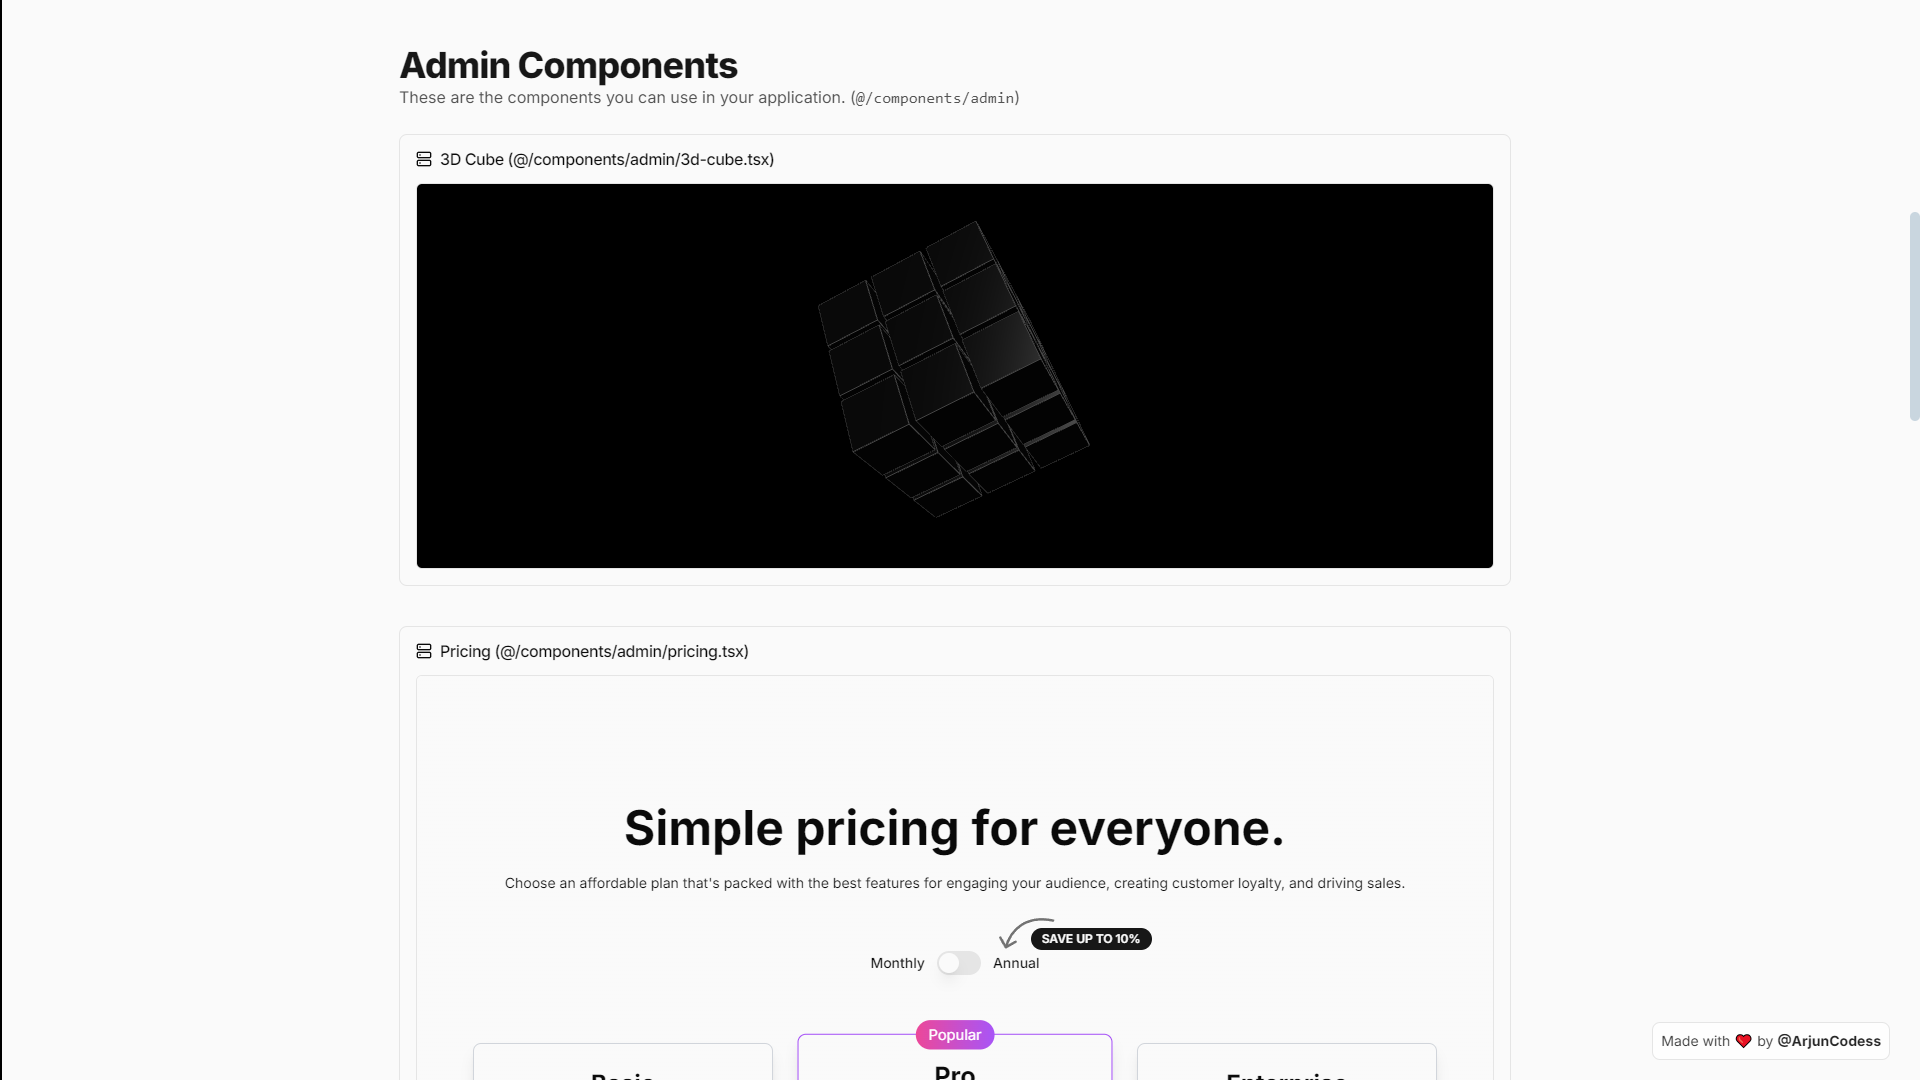 Admin Components
These are the components you can use in your application. (@/components/admin)
3D Cube (@/components/admin/3d-cube.tsx)
Pricing (@/components/admin/pricing.tsx)
Simple pricing for everyone.
Choose an affordable plan that's packed with the best features for engaging your audience, creating customer loyalty, and driving sales.
SAVE UP TO 10%
Monthly Annual
Popular
Basic Pro Enterprise
Made with ❤️ by @ArjunCodess